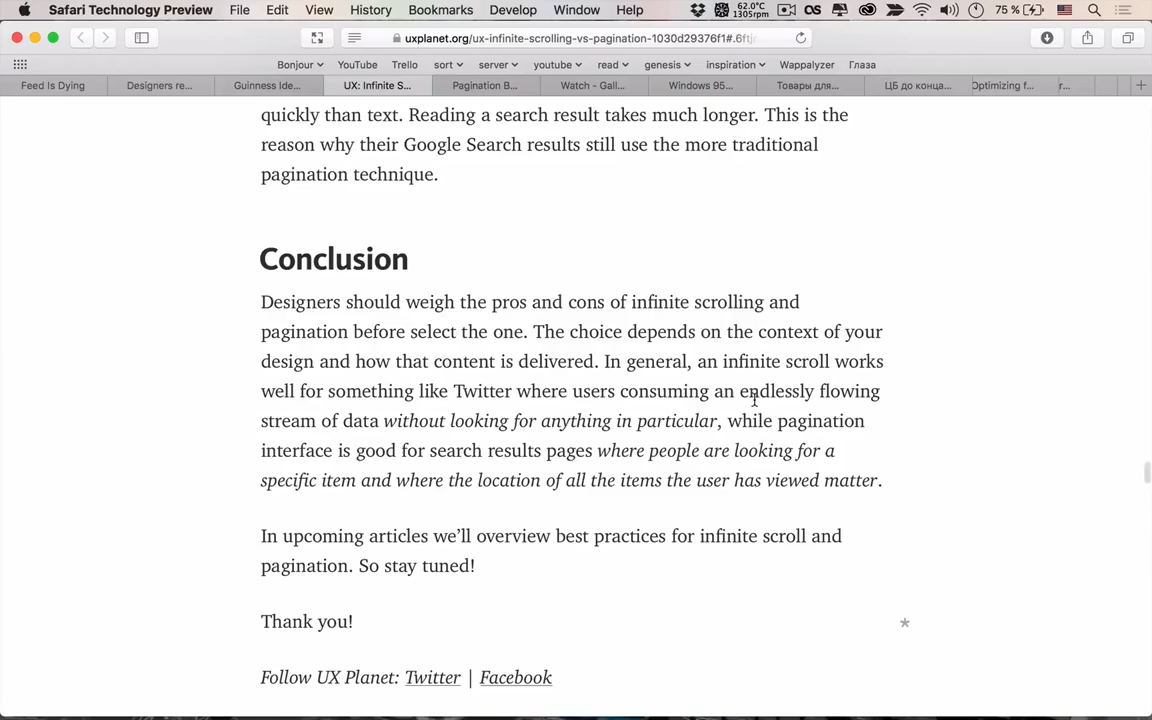 Safari Technology Preview File Edit View History Bookmarks Develop Window Help 62.0°C 1305rpm OS 75 %
uxplanet.org/ux-infinite-scrolling-vs-pagination-1030d29376f1#.6ftj
Bonjour YouTube Trello sort server youtube read genesis inspiration Wappalyzer Глаза
Feed Is Dying Designers re... Guinness Ide... UX: Infinite S... Pagination B... Watch - Gall... Windows 95... Товары для... ЦБ до конца... Optimizing f... r...
quickly than text. Reading a search result takes much longer. This is the
reason why their Google Search results still use the more traditional
pagination technique.
Conclusion
Designers should weigh the pros and cons of infinite scrolling and
pagination before select the one. The choice depends on the context of your
design and how that content is delivered. In general, an infinite scroll works
well for something like Twitter where users consuming an endlessly flowing
stream of data without looking for anything in particular, while pagination
interface is good for search results pages where people are looking for a
specific item and where the location of all the items the user has viewed matter.
In upcoming articles we’ll overview best practices for infinite scroll and
pagination. So stay tuned!
Thank you!
*
Follow UX Planet: Twitter | Facebook